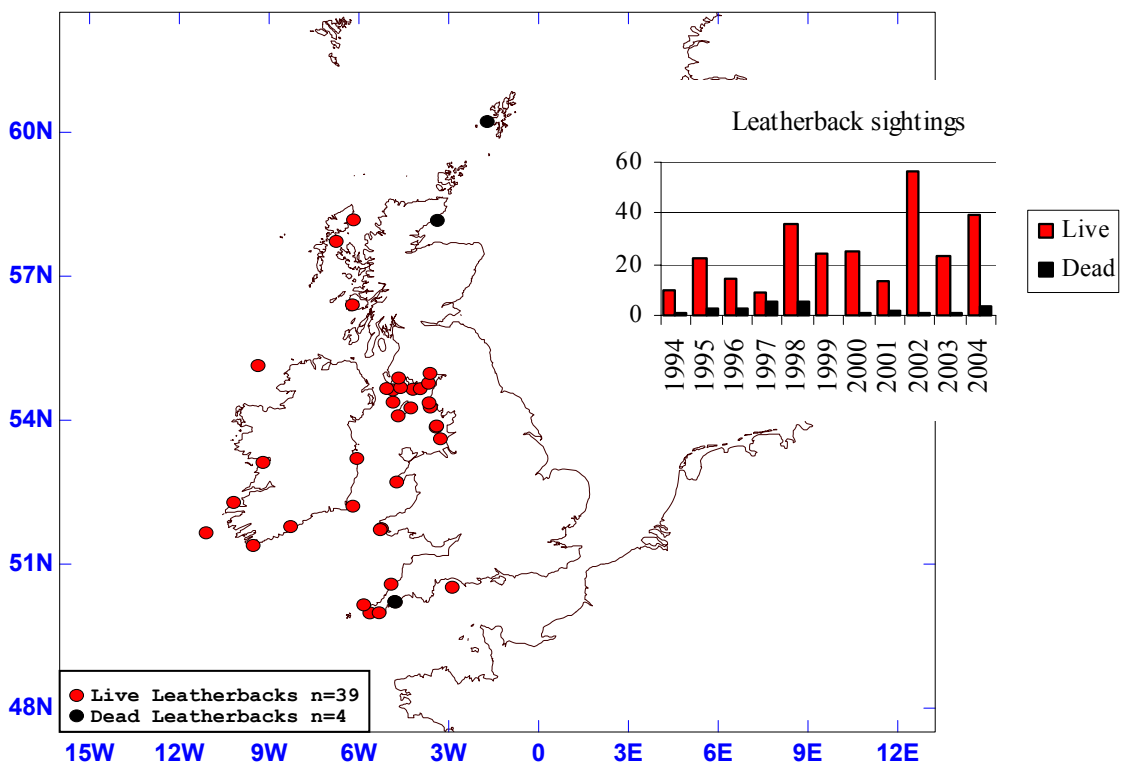 60N
57N
54N
51N
48N
15W 12W 9W 6W 3W 0 3E 6E 9E 12E
Leatherback sightings
60
40
20
0
1994 1995 1996 1997 1998 1999 2000 2001 2002 2003 2004
Live
Dead
Live Leatherbacks n=39
Dead Leatherbacks n=4